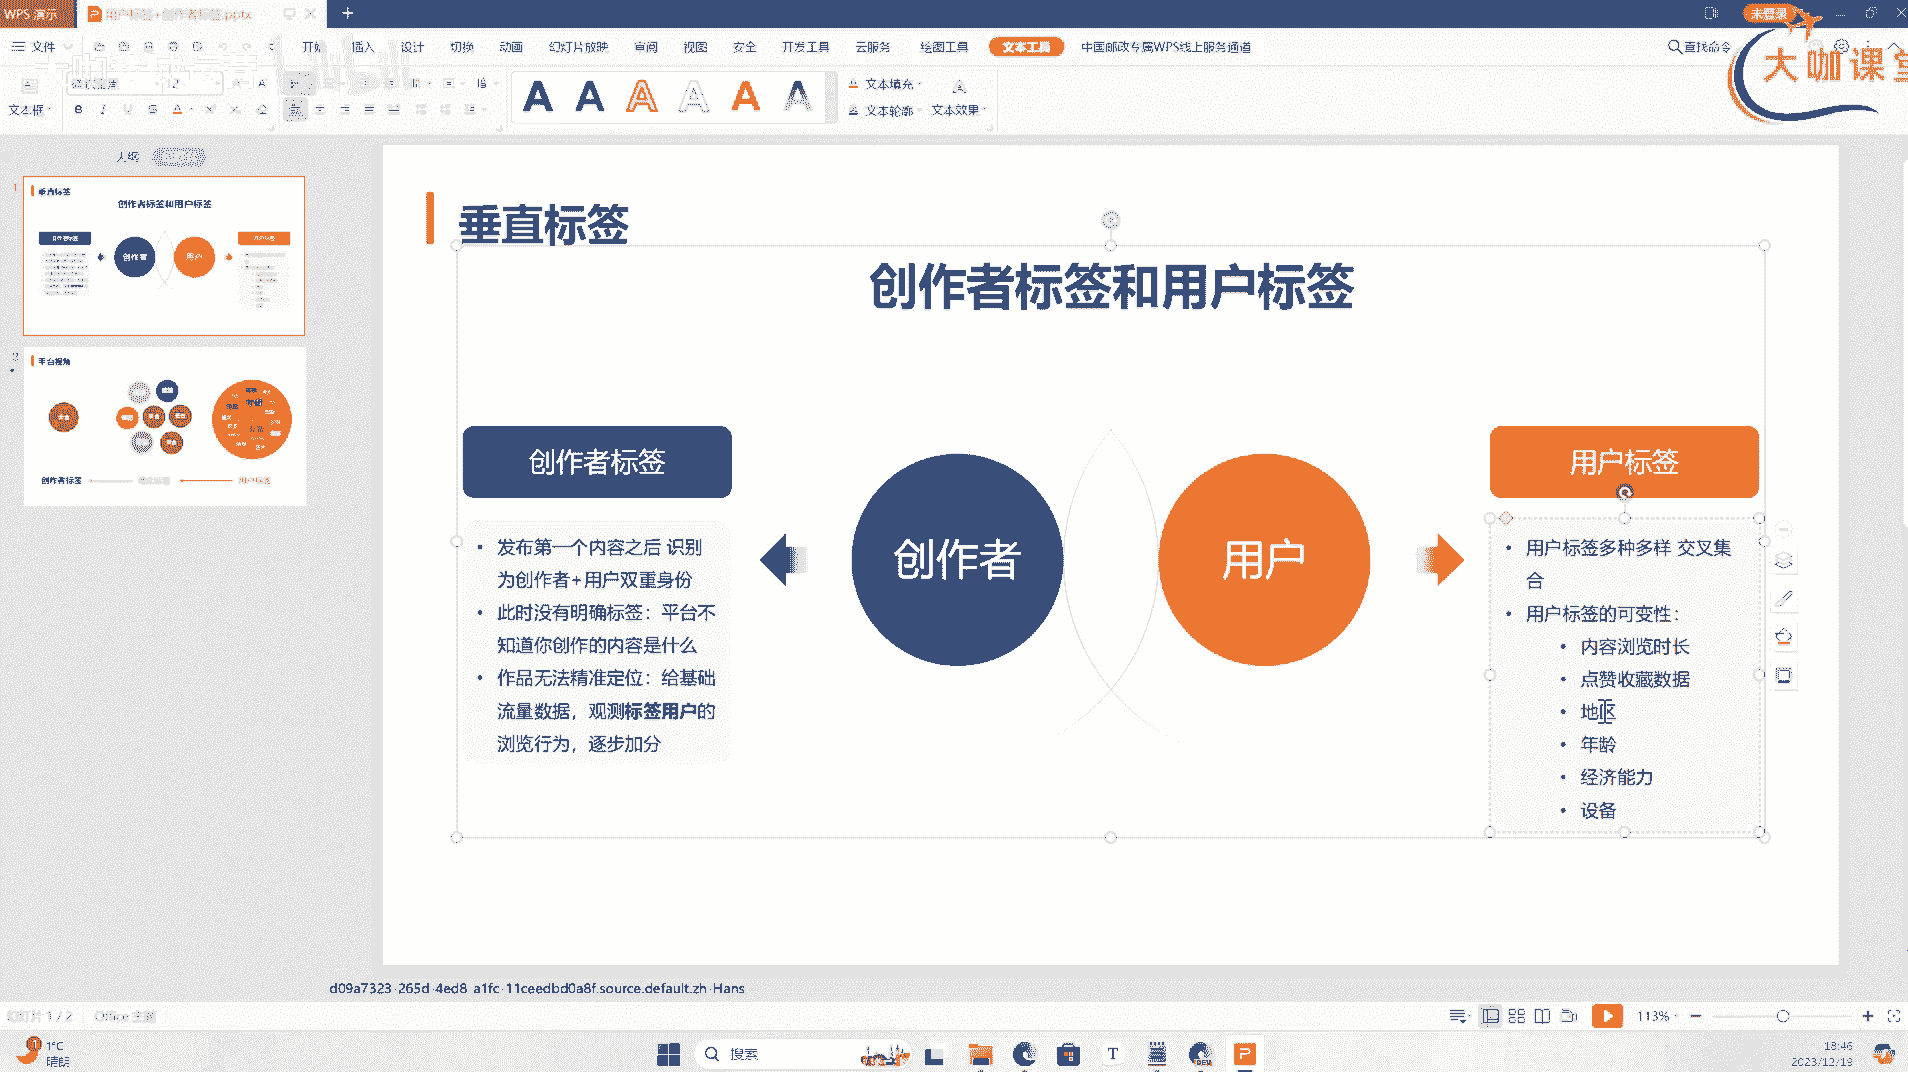 WPS 演示
用户标签+创作者标签.pptx
未登录
文件
开始
插入
设计
切换
动画
幻灯片放映
审阅
视图
安全
开发工具
云服务
绘图工具
文本工具
中国邮政专属WPS线上服务通道
查找命令
大咖课堂
文本框
12
文本填充
文本轮廓
文本效果
大纲
1
垂直标签
创作者标签和用户标签
创作者
用户
2
平台视角
创作者标签
垂直标签
创作者标签和用户标签
创作者标签
• 发布第一个内容之后 识别
为创作者+用户双重身份
• 此时没有明确标签：平台不
知道你创作的内容是什么
• 作品无法精准定位：给基础
流量数据，观测标签用户的
浏览行为，逐步加分
创作者
用户
用户标签
• 用户标签多种多样 交叉集
合
• 用户标签的可变性：
• 内容浏览时长
• 点赞收藏数据
• 地区
• 年龄
• 经济能力
• 设备
d09a7323-265d-4ed8-a1fc-11ceedbd0a8f.source.default.zh-Hans
幻灯片 1 / 2
Office 主题
113%
1°C
晴朗
搜索
18:46
2023/12/19